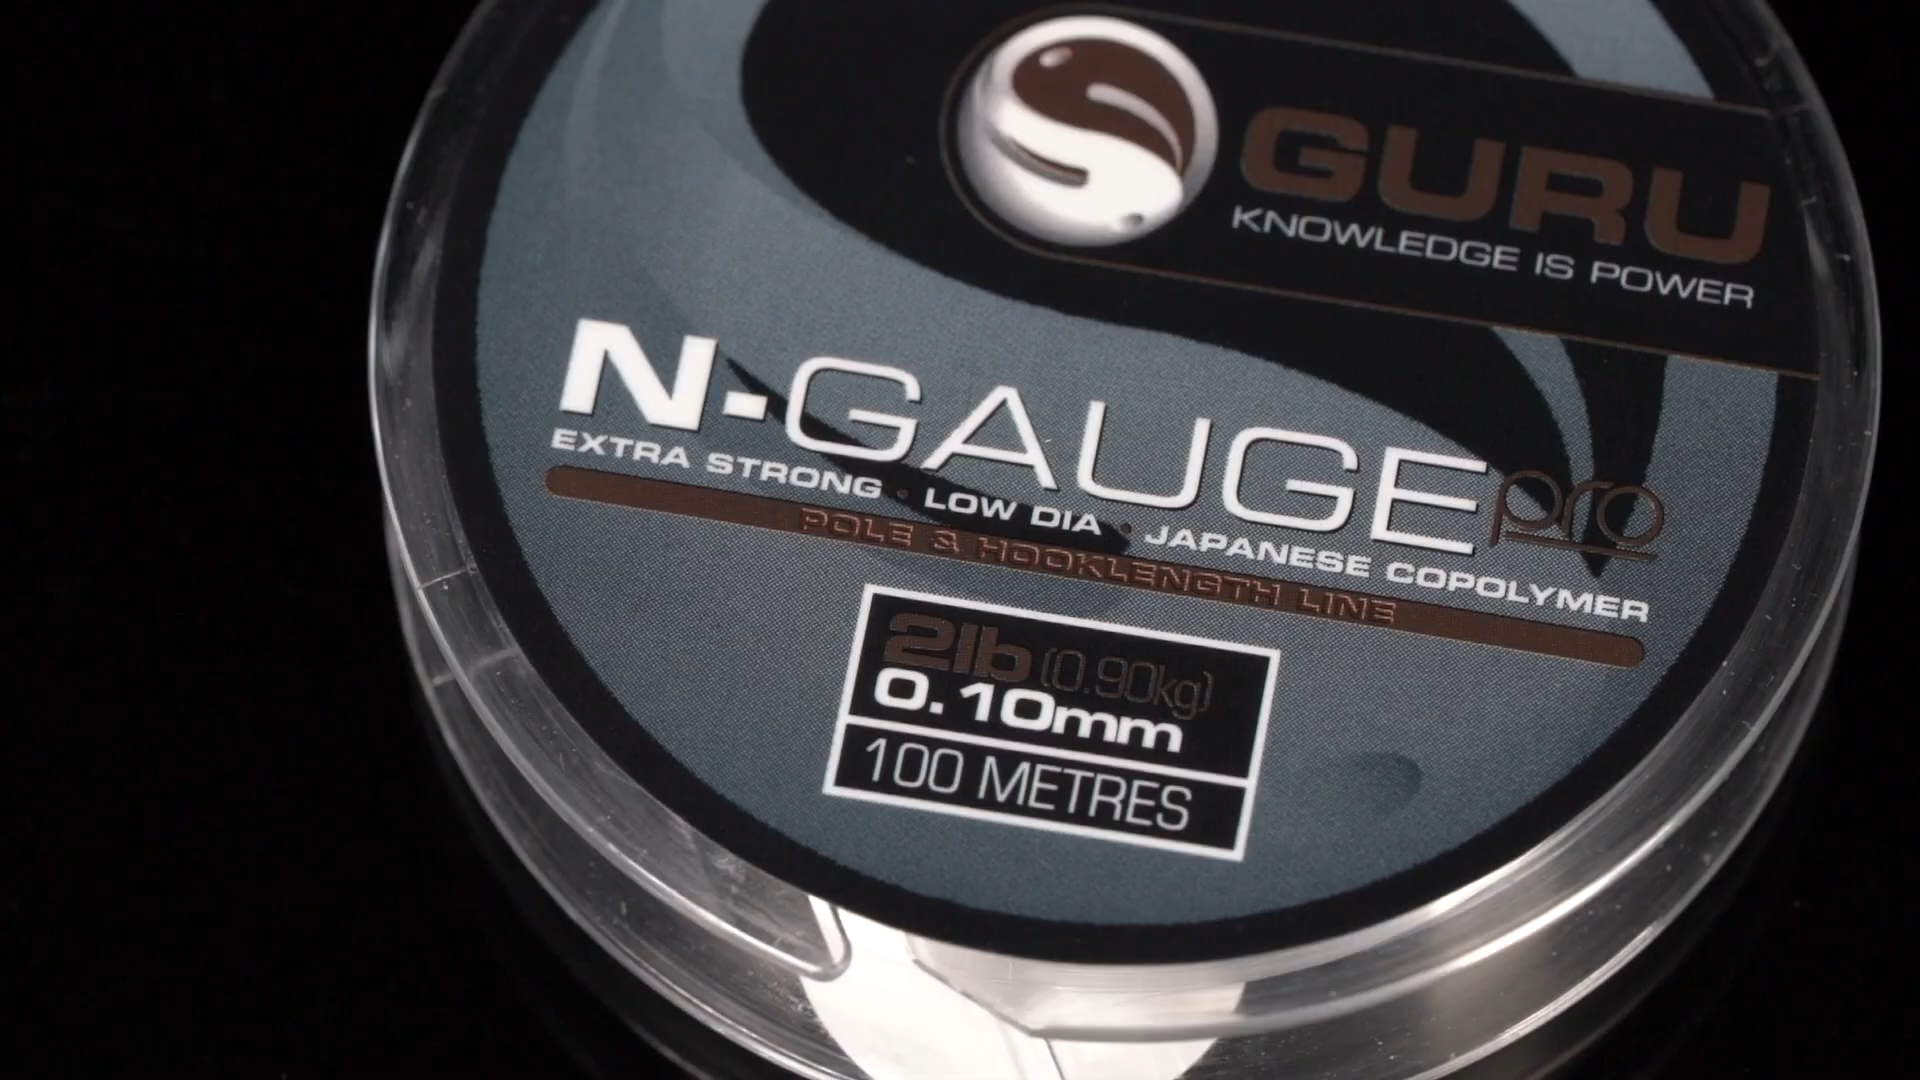 GURU
KNOWLEDGE IS POWER
N-GAUGE pro
EXTRA STRONG · LOW DIA · JAPANESE COPOLYMER
POLE & HOOKLENGTH LINE
2lb (0.90kg)
0.10mm
100 METRES